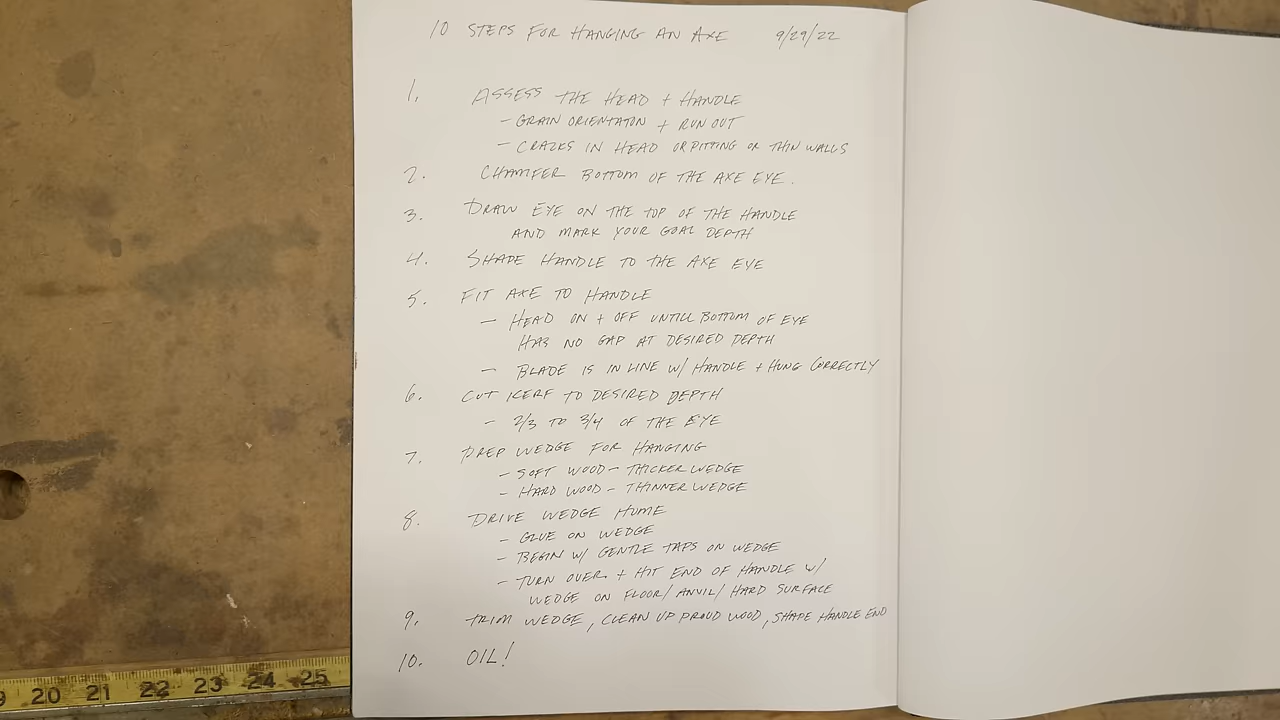 10 STEPS FOR HANGING AN AXE 9/29/22
1. ASSESS THE HEAD + HANDLE
- GRAIN ORIENTATON + RUN OUT
- CRACKS IN HEAD OR PITTING OR THIN WALLS
2. CHAMFER BOTTOM OF THE AXE EYE.
3. DRAW EYE ON THE TOP OF THE HANDLE
AND MARK YOUR GOAL DEPTH
4. SHAPE HANDLE TO THE AXE EYE
5. FIT AXE TO HANDLE
- HEAD ON + OFF UNTILL BOTTOM OF EYE
HAS NO GAP AT DESIRED DEPTH
- BLADE IS IN LINE W/ HANDLE + HUNG CORRECTLY
6. CUT KERF TO DESIRED DEPTH
- 2/3 TO 3/4 OF THE EYE
7. PREP WEDGE FOR HANGING
- SOFT WOOD - THICKER WEDGE
- HARD WOOD - THINNER WEDGE
8. DRIVE WEDGE HOME
- GLUE ON WEDGE
- BEGIN W/ GENTLE TAPS ON WEDGE
- TURN OVER + HIT END OF HANDLE W/
WEDGE ON FLOOR/ANVIL/HARD SURFACE
9. TRIM WEDGE, CLEAN UP PROUD WOOD, SHAPE HANDLE END
10. OIL!
20 21 22 23 24 25